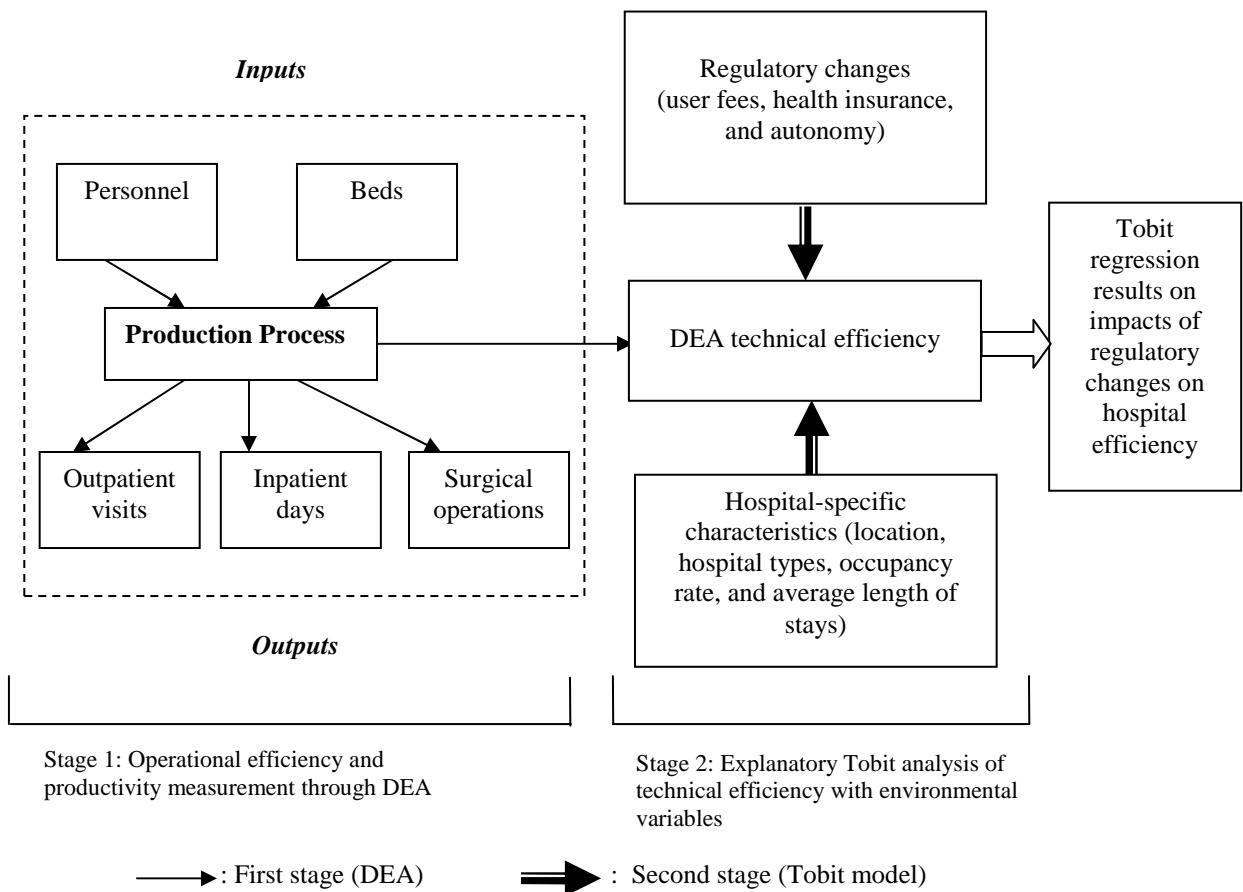 Inputs
Regulatory changes
(user fees, health insurance,
and autonomy)
Personnel
Beds
Production Process
DEA technical efficiency
Tobit
regression
results on
impacts of
regulatory
changes on
hospital
efficiency
Outpatient
visits
Inpatient
days
Surgical
operations
Hospital-specific
characteristics (location,
hospital types, occupancy
rate, and average length of
stays)
Outputs
Stage 1: Operational efficiency and
productivity measurement through DEA
Stage 2: Explanatory Tobit analysis of
technical efficiency with environmental
variables
: First stage (DEA)
: Second stage (Tobit model)